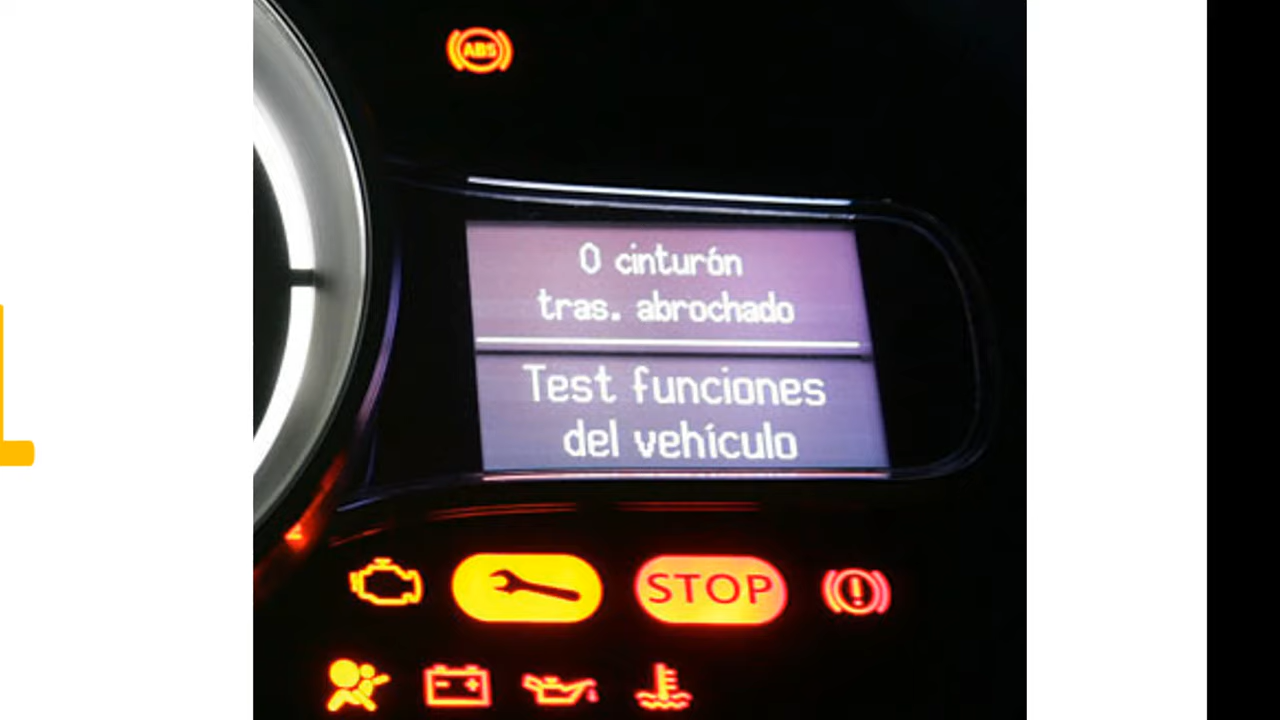 ABS
0 cinturón
tras. abrochado
Test funciones
del vehículo
STOP